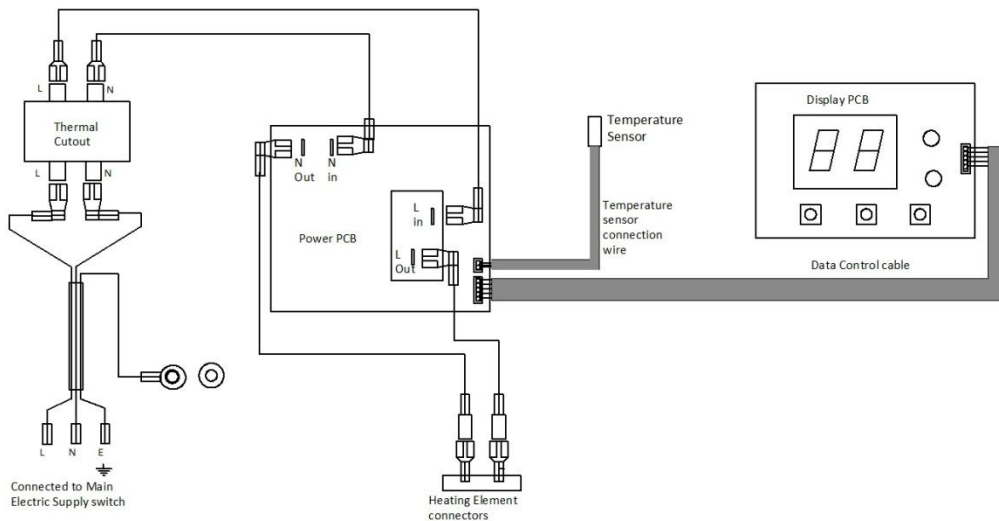 L
N
Thermal
Cutout
L
N
N
Out
N
in
L
in
L
Out
Power PCB
Temperature
Sensor
Temperature
sensor
connection
wire
Display PCB
88
Data Control cable
L
N
E
Connected to Main
Electric Supply switch
Heating Element
connectors